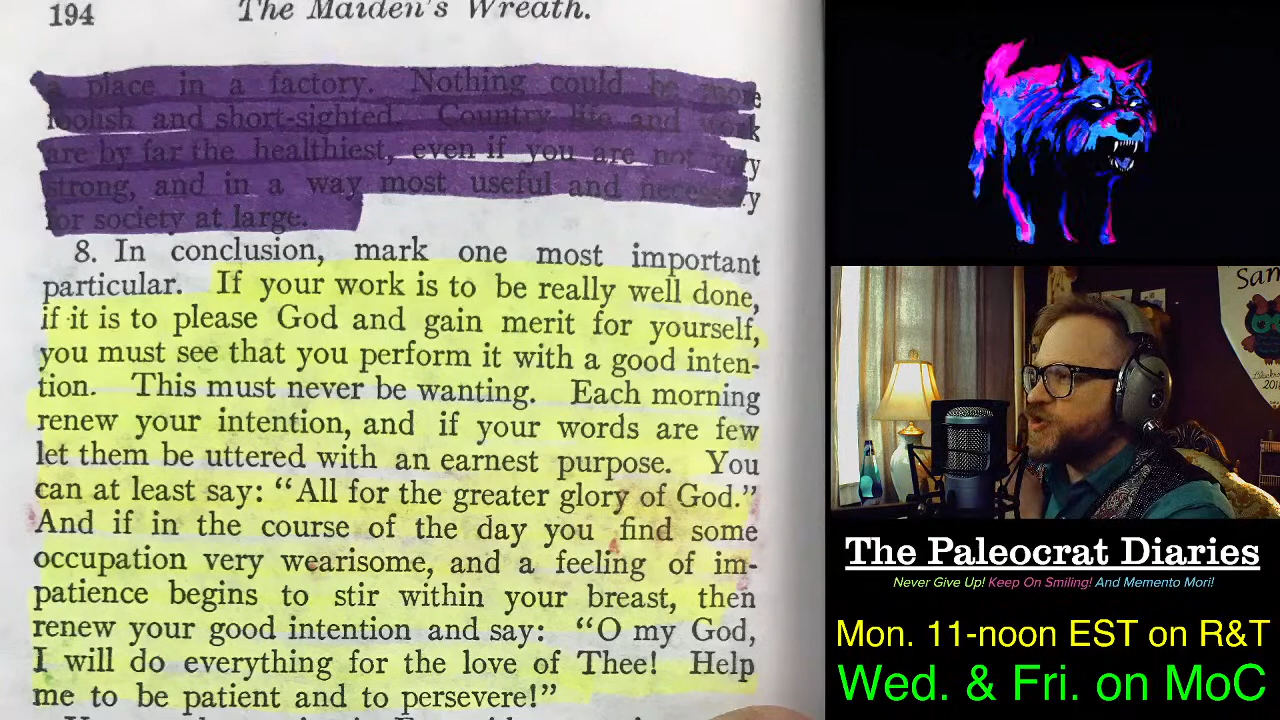 194 The Maiden's Wreath.
a place in a factory. Nothing could be more
foolish and short-sighted. Country life and work
are by far the healthiest, even if you are not very
strong, and in a way most useful and necessary
for society at large.
8. In conclusion, mark one most important
particular. If your work is to be really well done,
if it is to please God and gain merit for yourself,
you must see that you perform it with a good inten-
tion. This must never be wanting. Each morning
renew your intention, and if your words are few
let them be uttered with an earnest purpose. You
can at least say: “All for the greater glory of God.”
And if in the course of the day you find some
occupation very wearisome, and a feeling of im-
patience begins to stir within your breast, then
renew your good intention and say: “O my God,
I will do everything for the love of Thee! Help
me to be patient and to persevere!”
Sam
201
The Paleocrat Diaries
Never Give Up! Keep On Smiling! And Memento Mori!
Mon. 11-noon EST on R&T
Wed. & Fri. on MoC